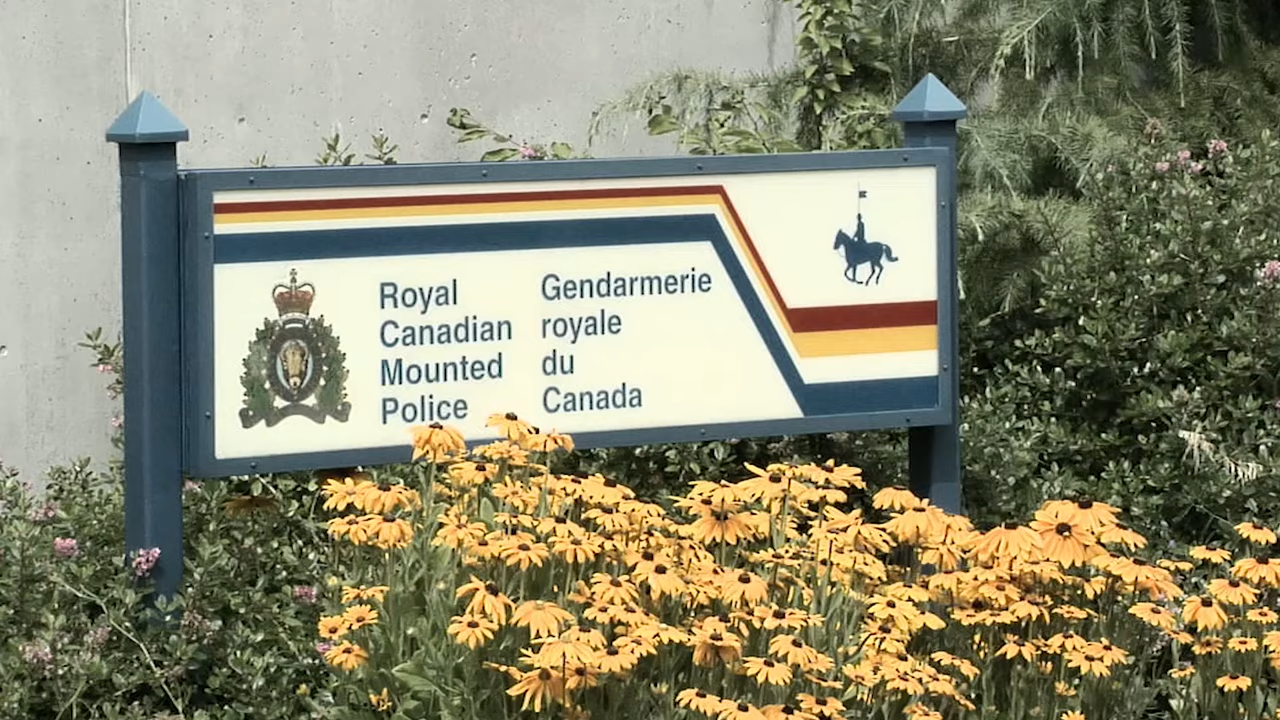 Royal
Canadian
Mounted
Police
Gendarmerie
royale
du
Canada